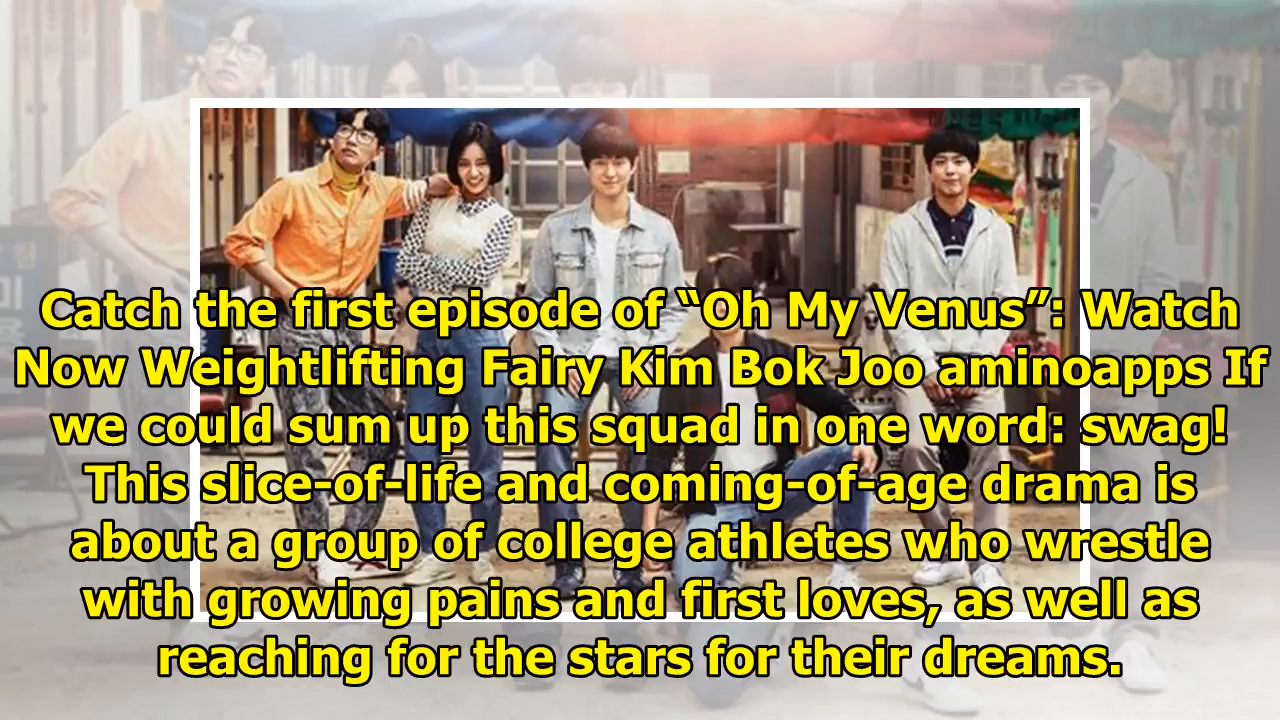 Catch the first episode of “Oh My Venus”: Watch
Now Weightlifting Fairy Kim Bok Joo aminoapps If
we could sum up this squad in one word: swag!
This slice-of-life and coming-of-age drama is
about a group of college athletes who wrestle
with growing pains and first loves, as well as
reaching for the stars for their dreams.